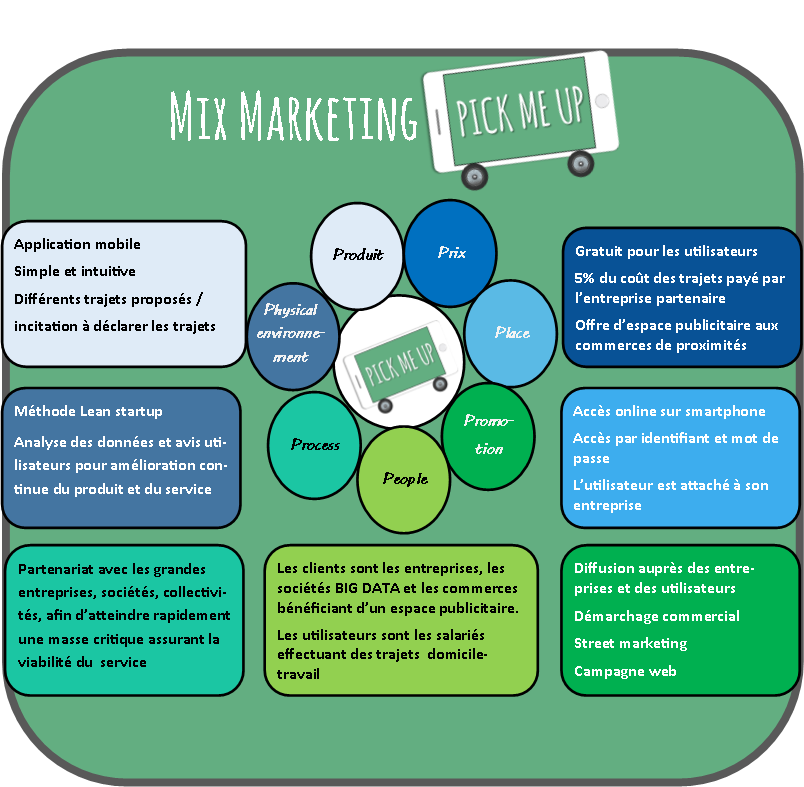 MIX MARKETING
PICK ME UP
Produit
Prix
Physical
environne-
ment
Place
PICK ME UP
Process
Promo-
tion
People
Application mobile
Simple et intuitive
Différents trajets proposés /
incitation à déclarer les trajets
Gratuit pour les utilisateurs
5% du coût des trajets payé par
l’entreprise partenaire
Offre d’espace publicitaire aux
commerces de proximités
Méthode Lean startup
Analyse des données et avis uti-
lisateurs pour amélioration con-
tinue du produit et du service
Accès online sur smartphone
Accès par identifiant et mot de
passe
L’utilisateur est attaché à son
entreprise
Partenariat avec les grandes
entreprises, sociétés, collectivi-
tés, afin d’atteindre rapidement
une masse critique assurant la
viabilité du  service
Les clients sont les entreprises, les
sociétés BIG DATA et les commerces
bénéficiant d’un espace publicitaire.
Les utilisateurs sont les salariés
effectuant des trajets  domicile-
travail
Diffusion auprès des entre-
prises et des utilisateurs
Démarchage commercial
Street marketing
Campagne web